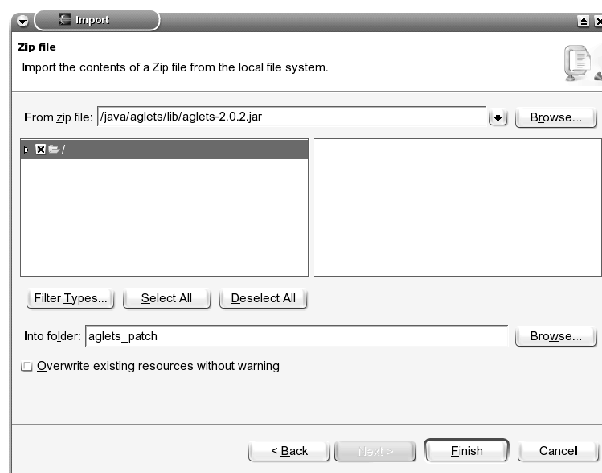 Import
Zip file
Import the contents of a Zip file from the local file system.
From zip file: /java/aglets/lib/aglets-2.0.2.jar Browse...
/
Filter Types... Select All Deselect All
Into folder: aglets_patch Browse...
Overwrite existing resources without warning
< Back Next > Finish Cancel